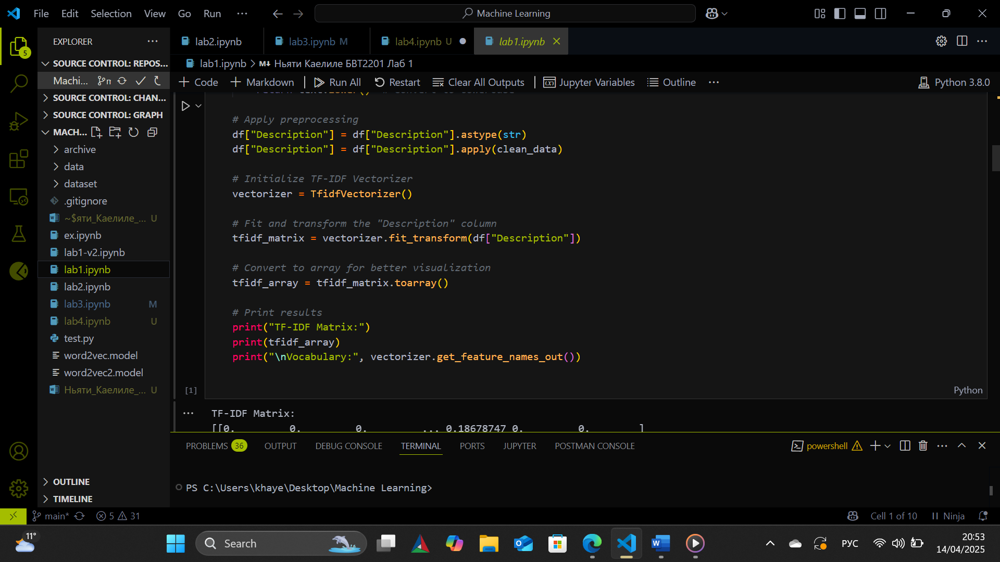 File Edit Selection View Go Run ··· Machine Learning
EXPLORER ···
lab2.ipynb lab3.ipynb M lab4.ipynb U lab1.ipynb
SOURCE CONTROL: REPOS...
lab1.ipynb > M↓ Ньяти Каелиле БВТ2201 Лаб 1
Machi...
+ Code + Markdown Run All Restart Clear All Outputs Jupyter Variables Outline ··· Python 3.8.0
SOURCE CONTROL: CHAN...
SOURCE CONTROL: GRAPH
MACH...
archive
data
dataset
.gitignore
~$яти_Каелиле_... U
ex.ipynb
lab1-v2.ipynb
lab1.ipynb
lab2.ipynb
lab3.ipynb M
lab4.ipynb U
test.py
word2vec.model
word2vec2.model
Ньяти_Каелиле_... U
OUTLINE
TIMELINE
# Apply preprocessing
df["Description"] = df["Description"].astype(str)
df["Description"] = df["Description"].apply(clean_data)
# Initialize TF-IDF Vectorizer
vectorizer = TfidfVectorizer()
# Fit and transform the "Description" column
tfidf_matrix = vectorizer.fit_transform(df["Description"])
# Convert to array for better visualization
tfidf_array = tfidf_matrix.toarray()
# Print results
print("TF-IDF Matrix:")
print(tfidf_array)
print("\nVocabulary:", vectorizer.get_feature_names_out())
[1] Python
··· TF-IDF Matrix:
[[0. 0. 0. ... 0.18678747 0. 0. ]
PROBLEMS 36 OUTPUT DEBUG CONSOLE TERMINAL PORTS JUPYTER POSTMAN CONSOLE powershell
PS C:\Users\khaye\Desktop\Machine Learning>
main* 5 31 Cell 1 of 10 Ninja
11° Search РУС 20:53
14/04/2025
5